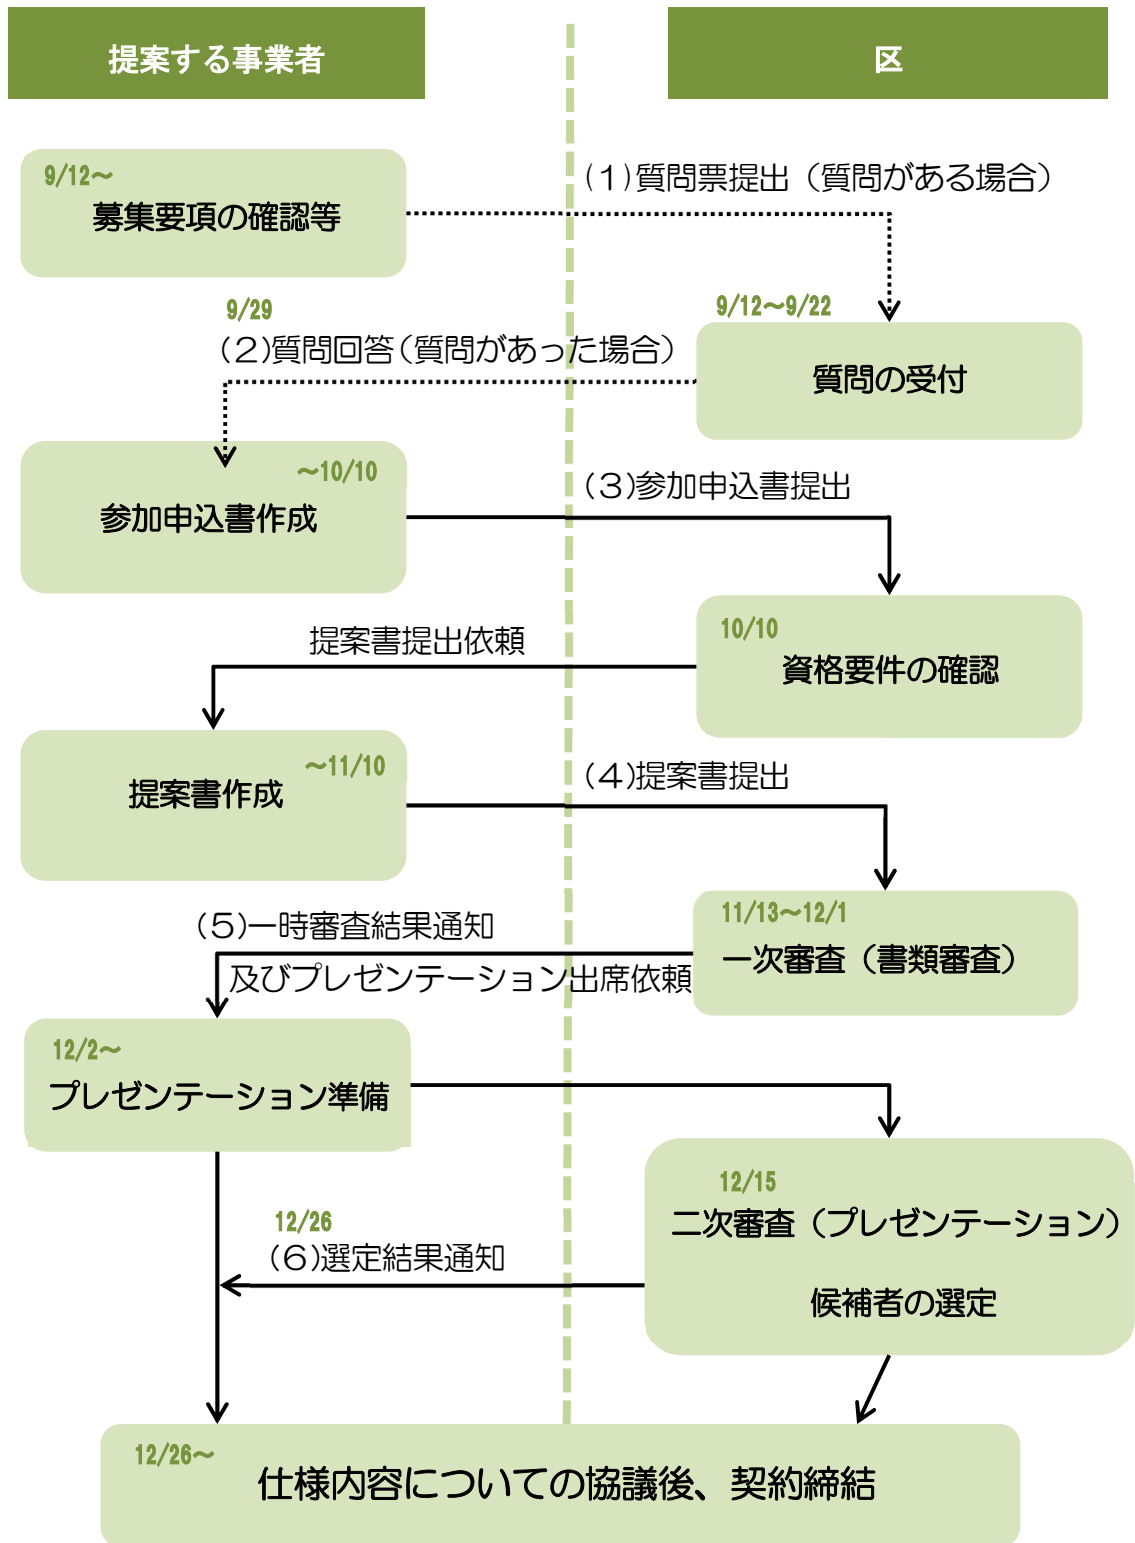 提案する事業者
区
9/12～
募集要項の確認等
(1)質問票提出（質問がある場合）
9/12～9/22
質問の受付
9/29
(2)質問回答(質問があった場合)
～10/10
参加申込書作成
(3)参加申込書提出
10/10
資格要件の確認
提案書提出依頼
～11/10
提案書作成
(4)提案書提出
11/13～12/1
一次審査（書類審査）
(5)一時審査結果通知
及びプレゼンテーション出席依頼
12/2～
プレゼンテーション準備
12/15
二次審査（プレゼンテーション）
候補者の選定
12/26
(6)選定結果通知
12/26～
仕様内容についての協議後、契約締結